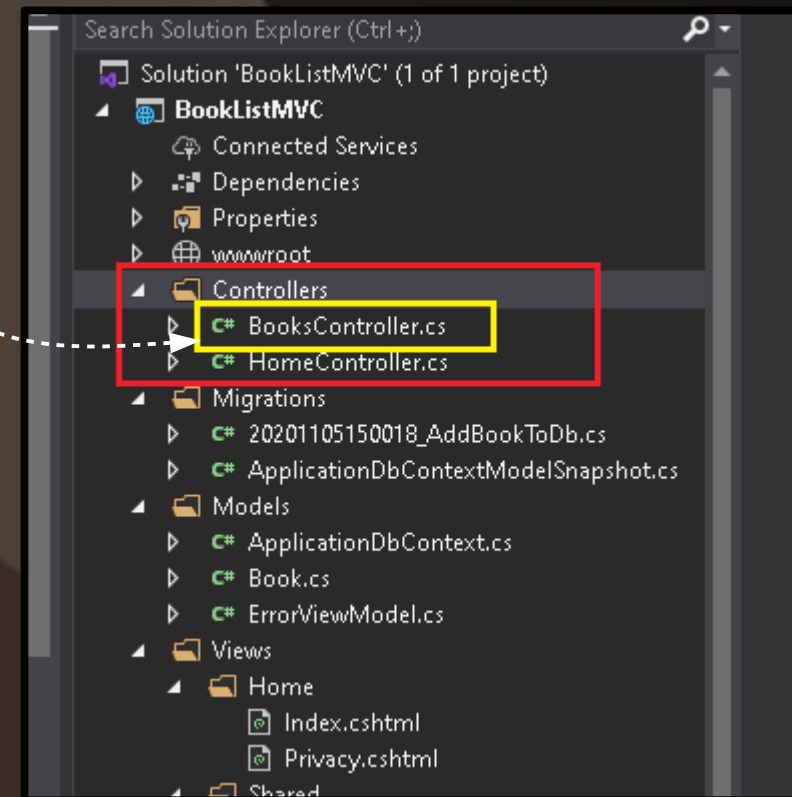 Search Solution Explorer (Ctrl+;)
Solution 'BookListMVC' (1 of 1 project)
BookListMVC
Connected Services
Dependencies
Properties
wwwroot
Controllers
C# BooksController.cs
C# HomeController.cs
Migrations
C# 20201105150018_AddBookToDb.cs
C# ApplicationDbContextModelSnapshot.cs
Models
C# ApplicationDbContext.cs
C# Book.cs
C# ErrorViewModel.cs
Views
Home
Index.cshtml
Privacy.cshtml
Shared